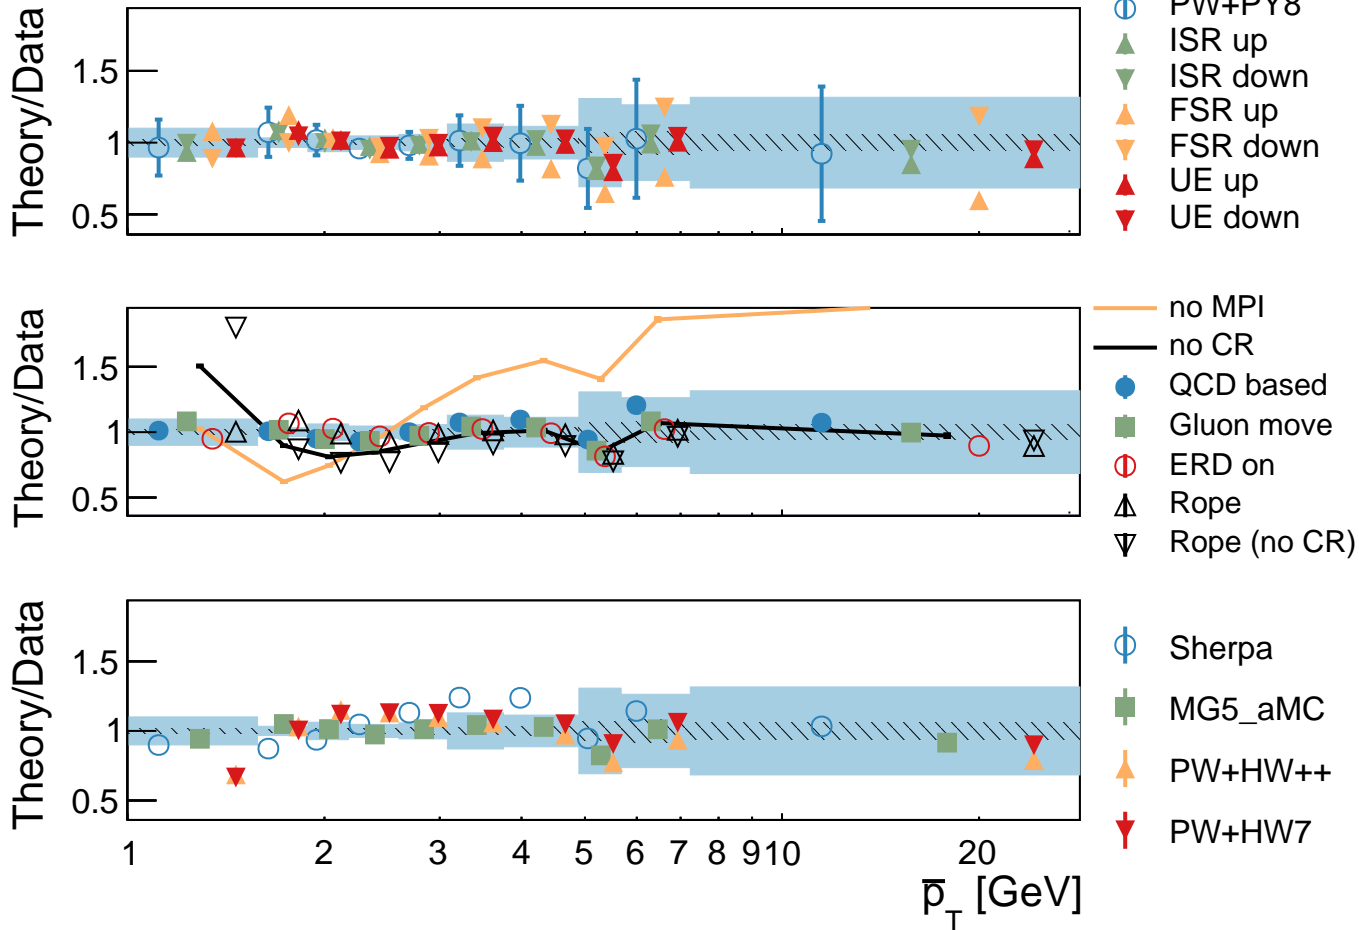 PW+PY8
ISR up
ISR down
FSR up
FSR down
UE up
UE down
Theory/Data
1.5
1
0.5
no MPI
no CR
QCD based
Gluon move
ERD on
Rope
Rope (no CR)
Theory/Data
1.5
1
0.5
Sherpa
MG5_aMC
PW+HW++
PW+HW7
Theory/Data
1.5
1
0.5
1 2 3 4 5 6 7 8 9 10 20
p̅_T [GeV]